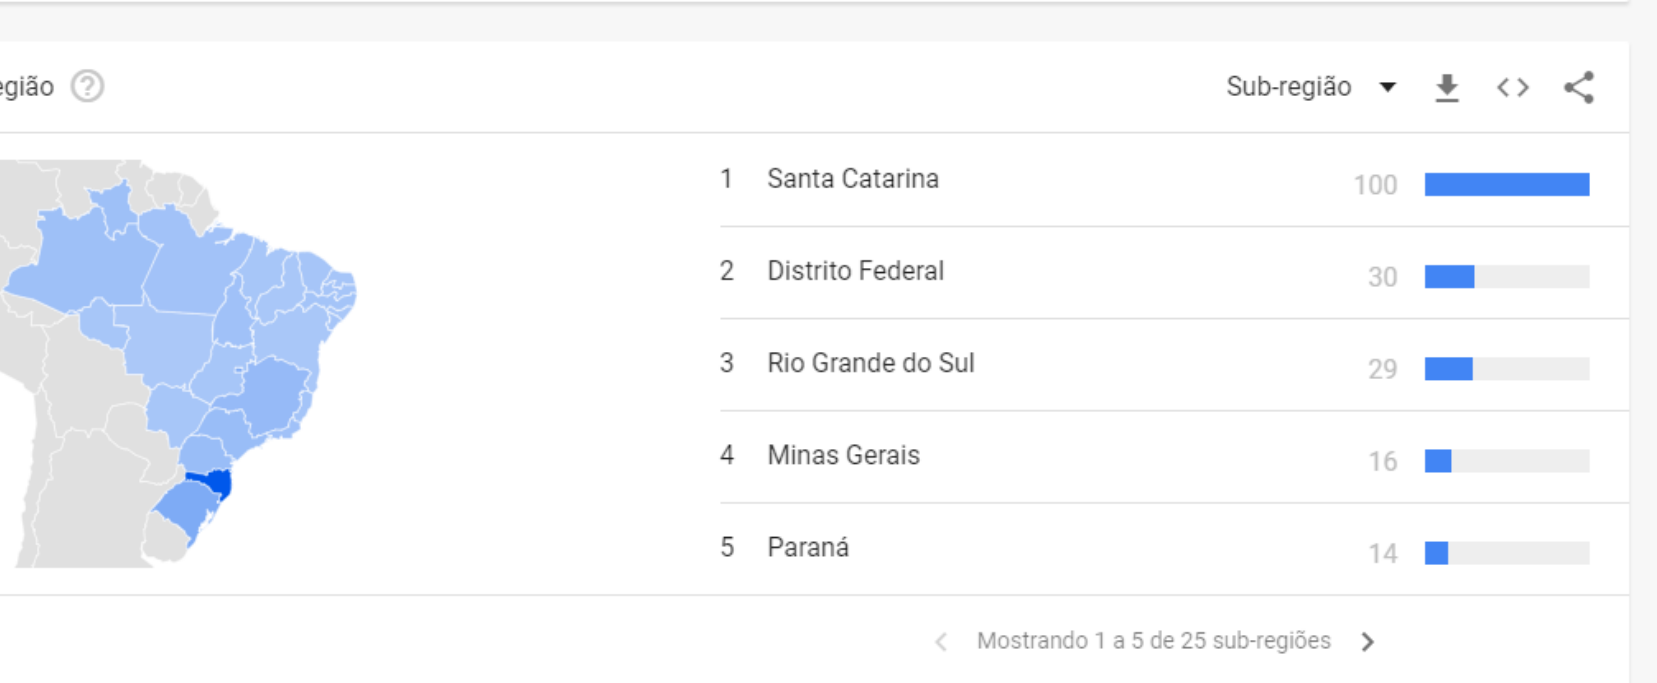 egião
Sub-região
1 Santa Catarina 100
2 Distrito Federal 30
3 Rio Grande do Sul 29
4 Minas Gerais 16
5 Paraná 14
Mostrando 1 a 5 de 25 sub-regiões